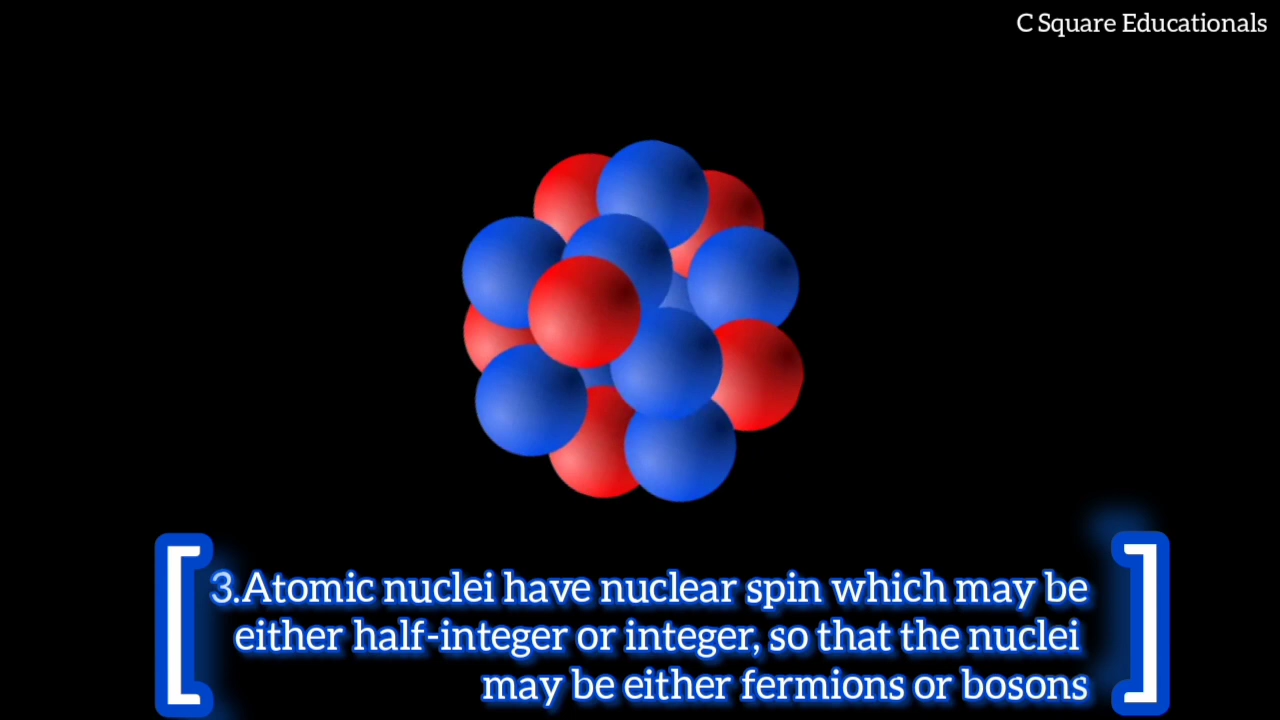 C Square Educationals
3.Atomic nuclei have nuclear spin which may be
either half-integer or integer, so that the nuclei
may be either fermions or bosons